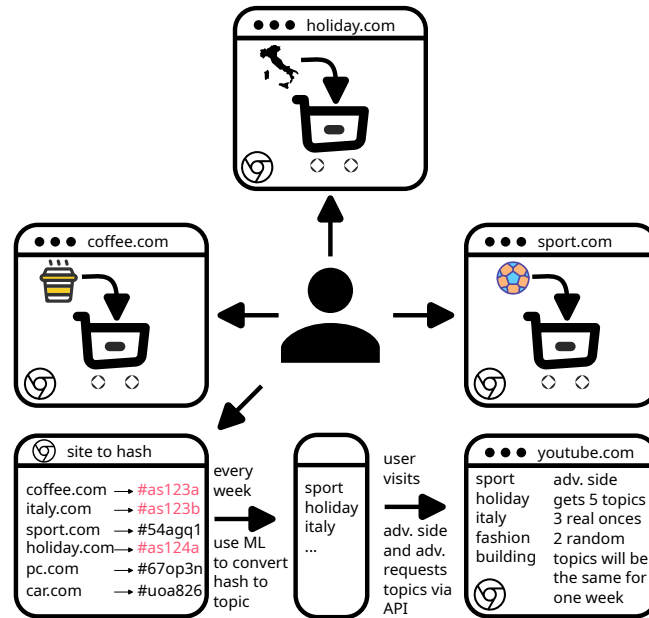 holiday.com
coffee.com
sport.com
site to hash
coffee.com → #as123a
italy.com → #as123b
sport.com → #54agq1
holiday.com → #as124a
pc.com → #67op3n
car.com → #uoa826
every
week
use ML
to convert
hash to
topic
sport
holiday
italy
...
user
visits
adv. side
and adv.
requests
topics via
API
youtube.com
sport
holiday
italy
fashion
building
adv. side
gets 5 topics
3 real onces
2 random
topics will be
the same for
one week